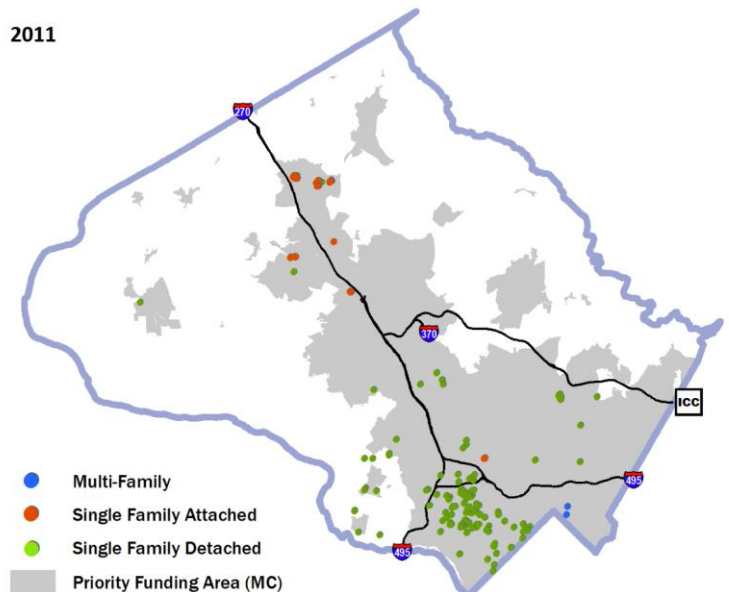 2011
270
370
ICC
495
495
Multi-Family
Single Family Attached
Single Family Detached
Priority Funding Area (MC)